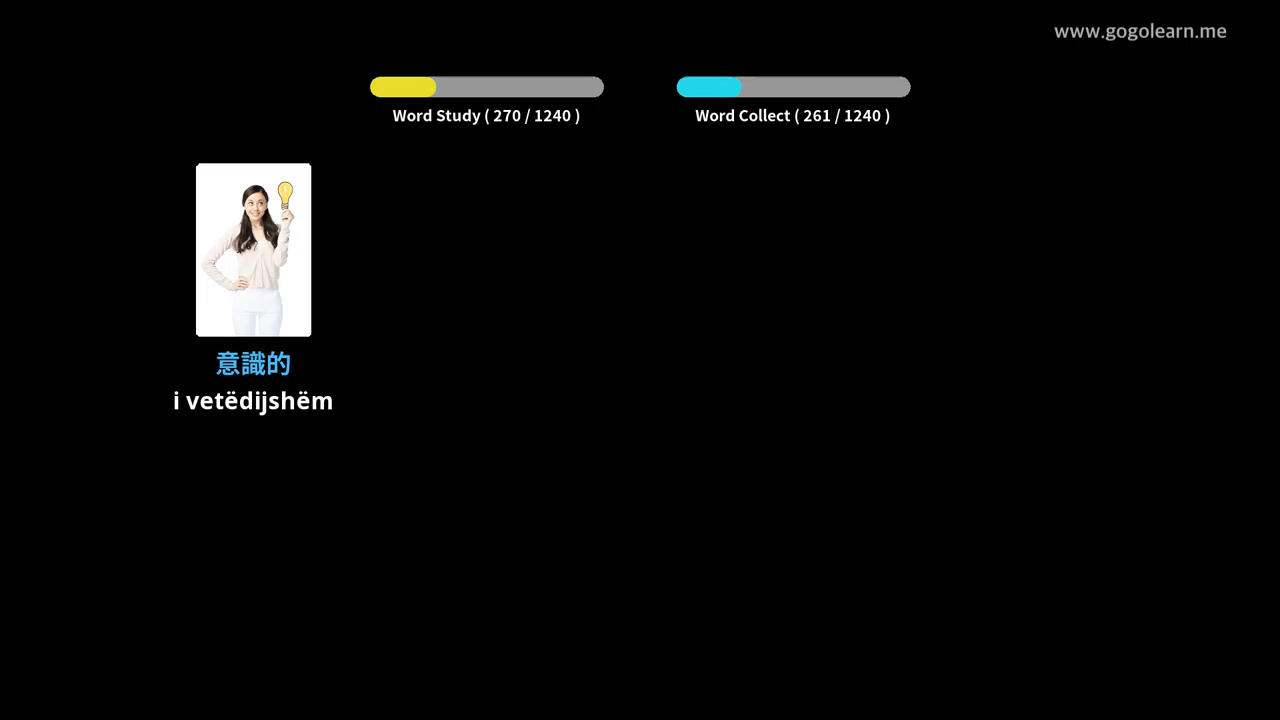 www.gogolearn.me
Word Study ( 270 / 1240 )
Word Collect ( 261 / 1240 )
意識的
i vetëdijshëm